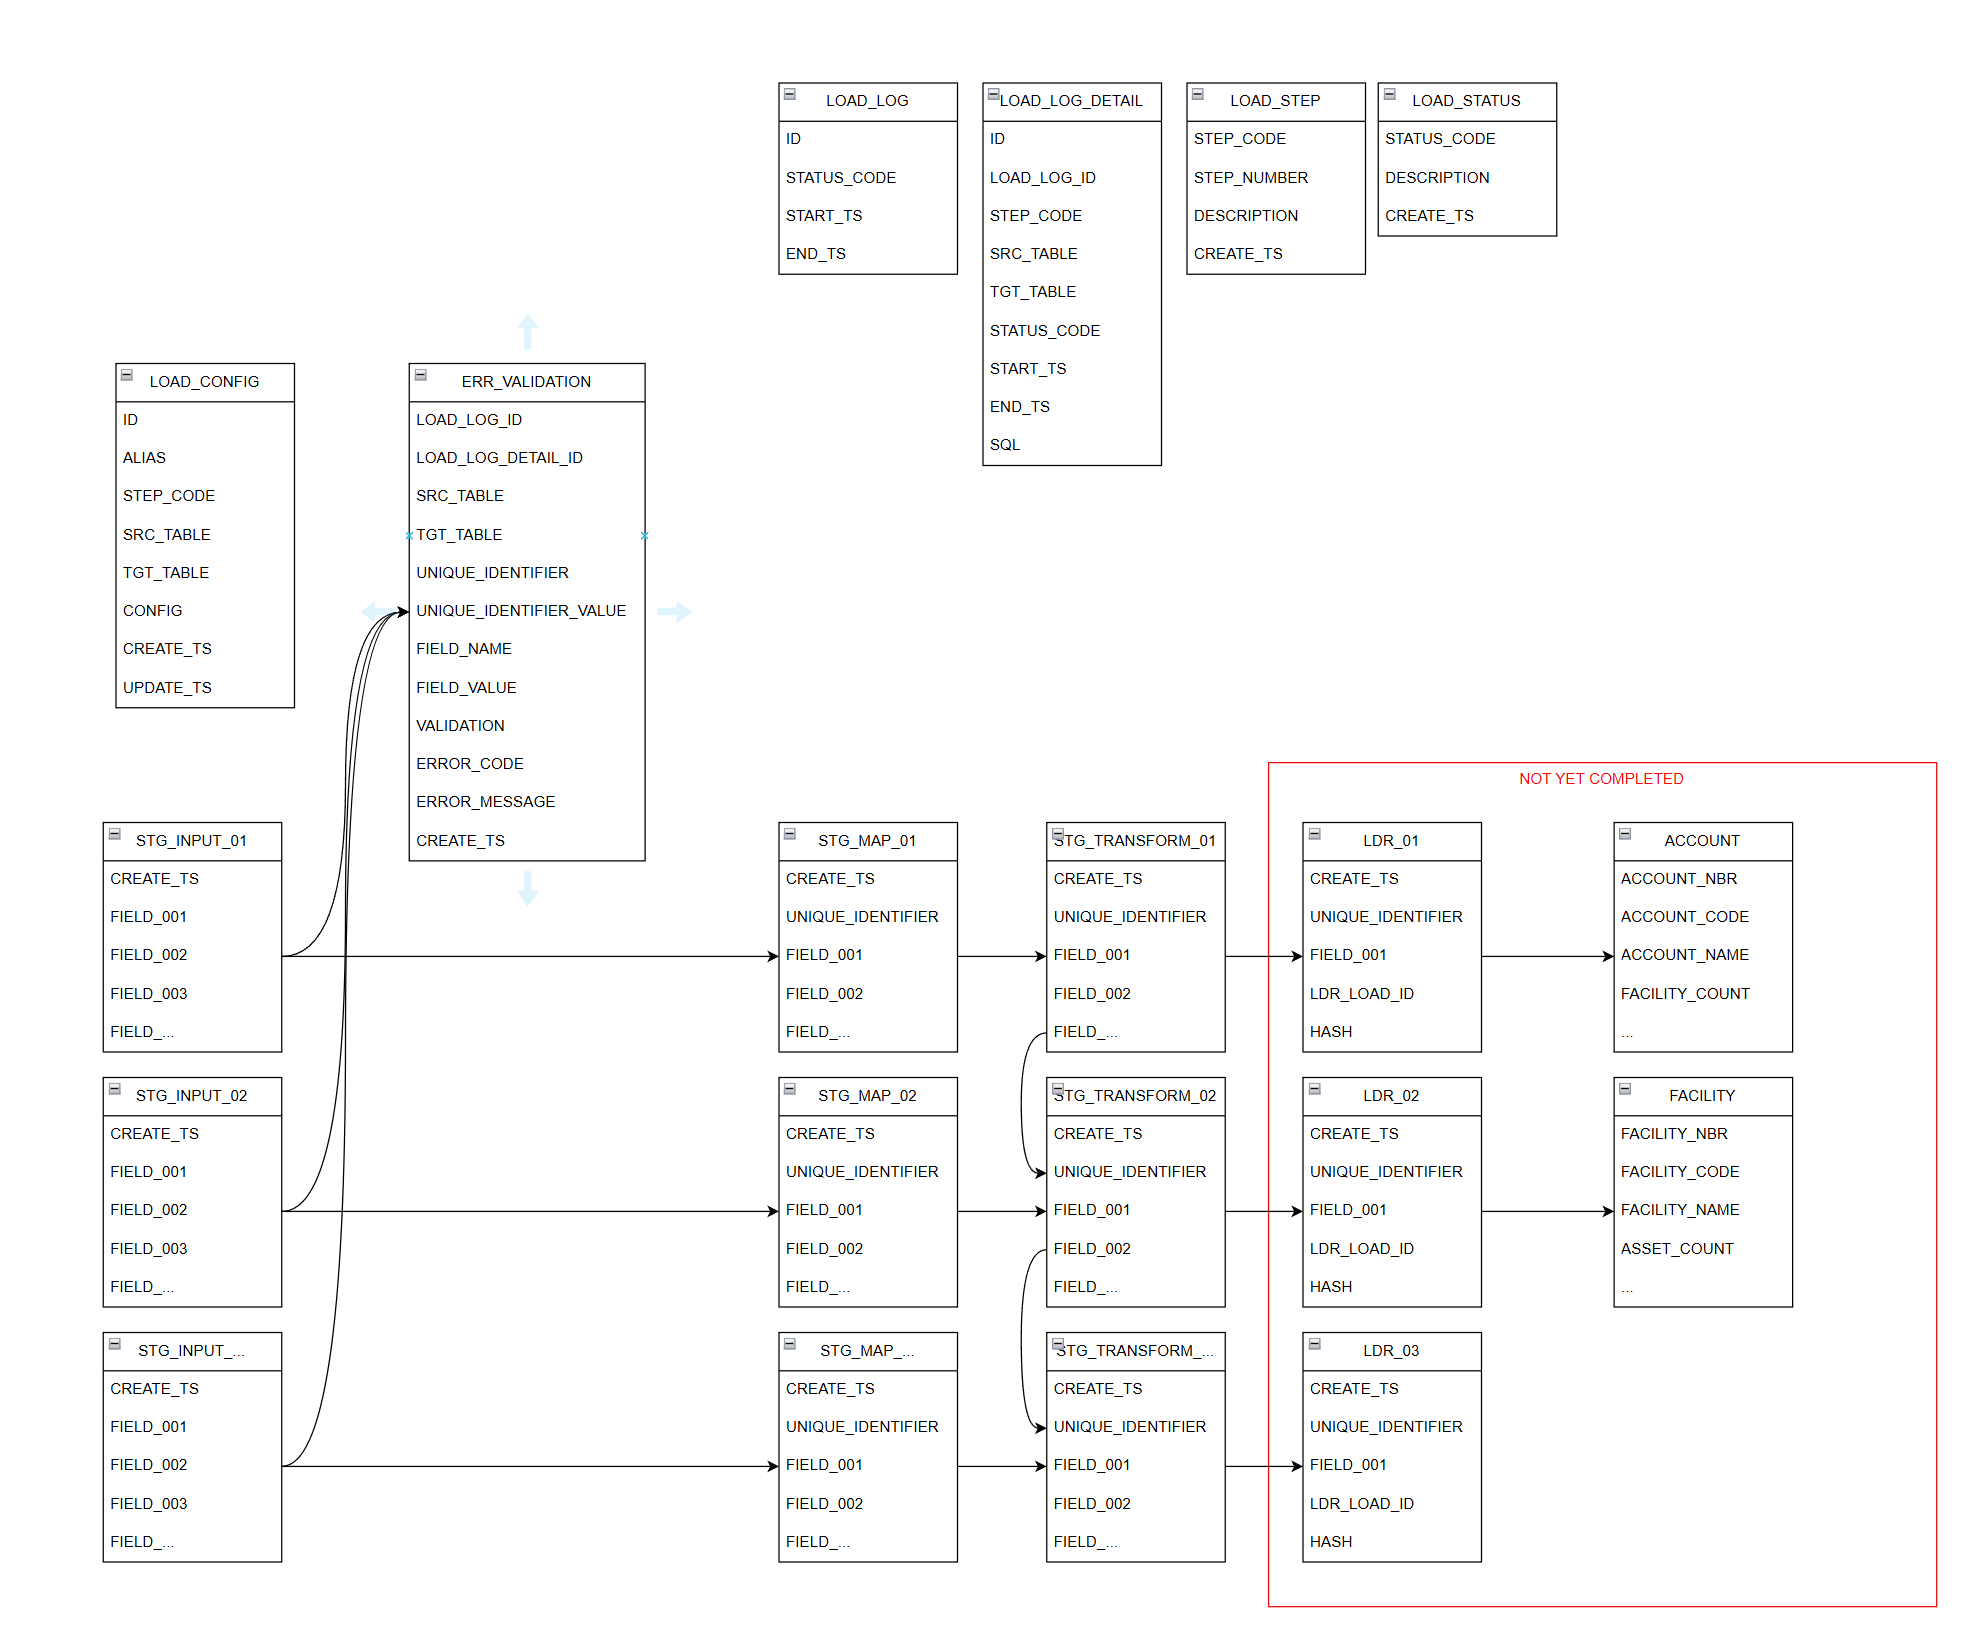 LOAD_LOG
ID
STATUS_CODE
START_TS
END_TS
LOAD_LOG_DETAIL
ID
LOAD_LOG_ID
STEP_CODE
SRC_TABLE
TGT_TABLE
STATUS_CODE
START_TS
END_TS
SQL
LOAD_STEP
STEP_CODE
STEP_NUMBER
DESCRIPTION
CREATE_TS
LOAD_STATUS
STATUS_CODE
DESCRIPTION
CREATE_TS
LOAD_CONFIG
ID
ALIAS
STEP_CODE
SRC_TABLE
TGT_TABLE
CONFIG
CREATE_TS
UPDATE_TS
ERR_VALIDATION
LOAD_LOG_ID
LOAD_LOG_DETAIL_ID
SRC_TABLE
TGT_TABLE
UNIQUE_IDENTIFIER
UNIQUE_IDENTIFIER_VALUE
FIELD_NAME
FIELD_VALUE
VALIDATION
ERROR_CODE
ERROR_MESSAGE
CREATE_TS
NOT YET COMPLETED
STG_INPUT_01
CREATE_TS
FIELD_001
FIELD_002
FIELD_003
FIELD_...
STG_MAP_01
CREATE_TS
UNIQUE_IDENTIFIER
FIELD_001
FIELD_002
FIELD_...
STG_TRANSFORM_01
CREATE_TS
UNIQUE_IDENTIFIER
FIELD_001
FIELD_002
FIELD_...
LDR_01
CREATE_TS
UNIQUE_IDENTIFIER
FIELD_001
LDR_LOAD_ID
HASH
ACCOUNT
ACCOUNT_NBR
ACCOUNT_CODE
ACCOUNT_NAME
FACILITY_COUNT
...
STG_INPUT_02
CREATE_TS
FIELD_001
FIELD_002
FIELD_003
FIELD_...
STG_MAP_02
CREATE_TS
UNIQUE_IDENTIFIER
FIELD_001
FIELD_002
FIELD_...
STG_TRANSFORM_02
CREATE_TS
UNIQUE_IDENTIFIER
FIELD_001
FIELD_002
FIELD_...
LDR_02
CREATE_TS
UNIQUE_IDENTIFIER
FIELD_001
LDR_LOAD_ID
HASH
FACILITY
FACILITY_NBR
FACILITY_CODE
FACILITY_NAME
ASSET_COUNT
...
STG_INPUT_...
CREATE_TS
FIELD_001
FIELD_002
FIELD_003
FIELD_...
STG_MAP_...
CREATE_TS
UNIQUE_IDENTIFIER
FIELD_001
FIELD_002
FIELD_...
STG_TRANSFORM_...
CREATE_TS
UNIQUE_IDENTIFIER
FIELD_001
FIELD_002
FIELD_...
LDR_03
CREATE_TS
UNIQUE_IDENTIFIER
FIELD_001
LDR_LOAD_ID
HASH